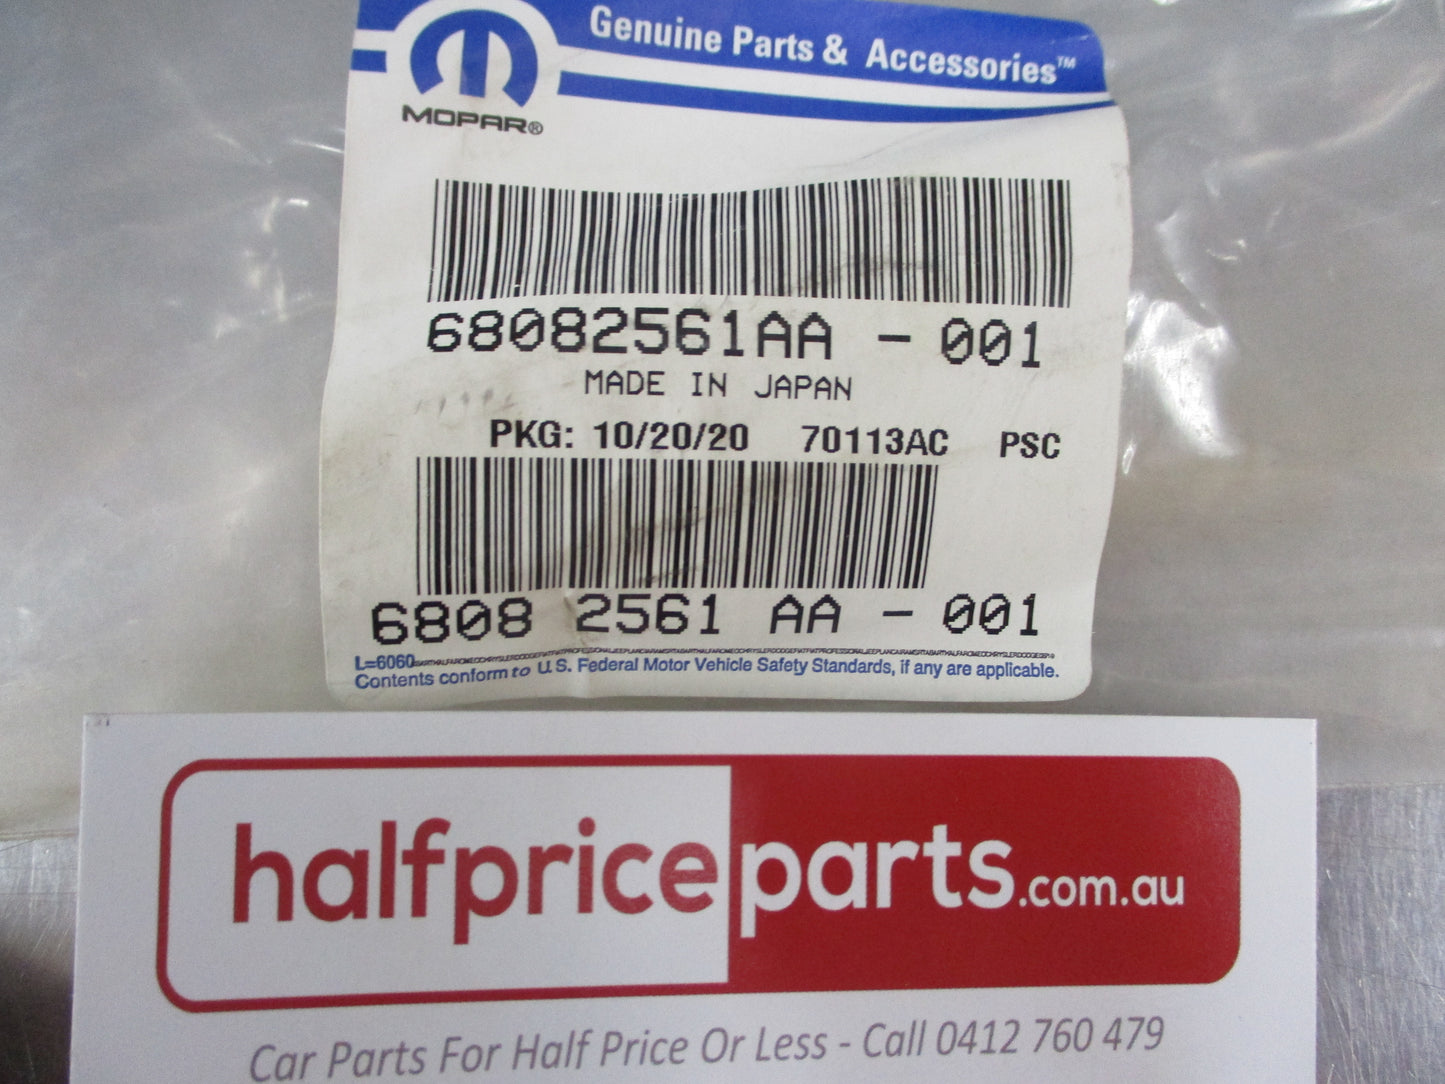 Genuine Parts & Accessories™
MOPAR®
68082561AA - 001
MADE IN JAPAN
PKG: 10/20/20 70113AC PSC
6808 2561 AA - 001
L=6060
Contents conform to U.S. Federal Motor Vehicle Safety Standards, if any are applicable.
halfpriceparts.com.au
Car Parts For Half Price Or Less - Call 0412 760 479